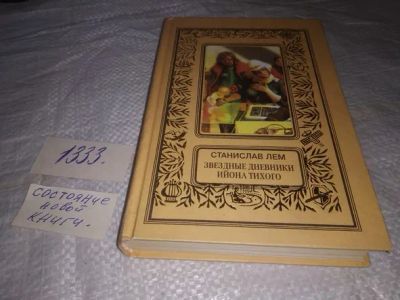 1333.
состояние
новой
книги.
СТАНИСЛАВ ЛЕМ
ЗВЕЗДНЫЕ ДНЕВНИКИ
ИЙОНА ТИХОГО